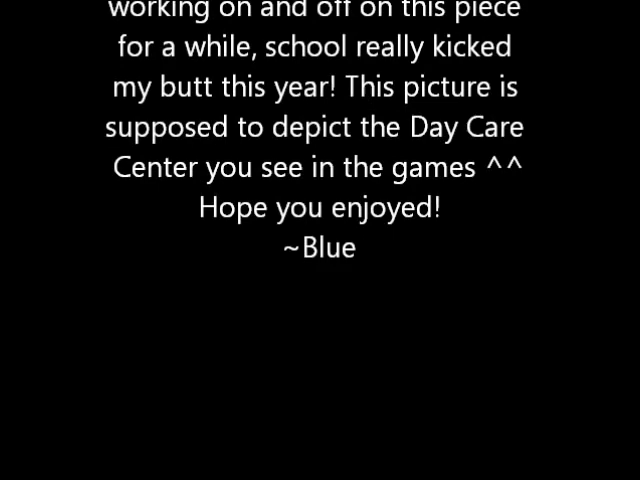 working on and off on this piece
for a while, school really kicked
my butt this year! This picture is
supposed to depict the Day Care
Center you see in the games ^^
Hope you enjoyed!
~Blue